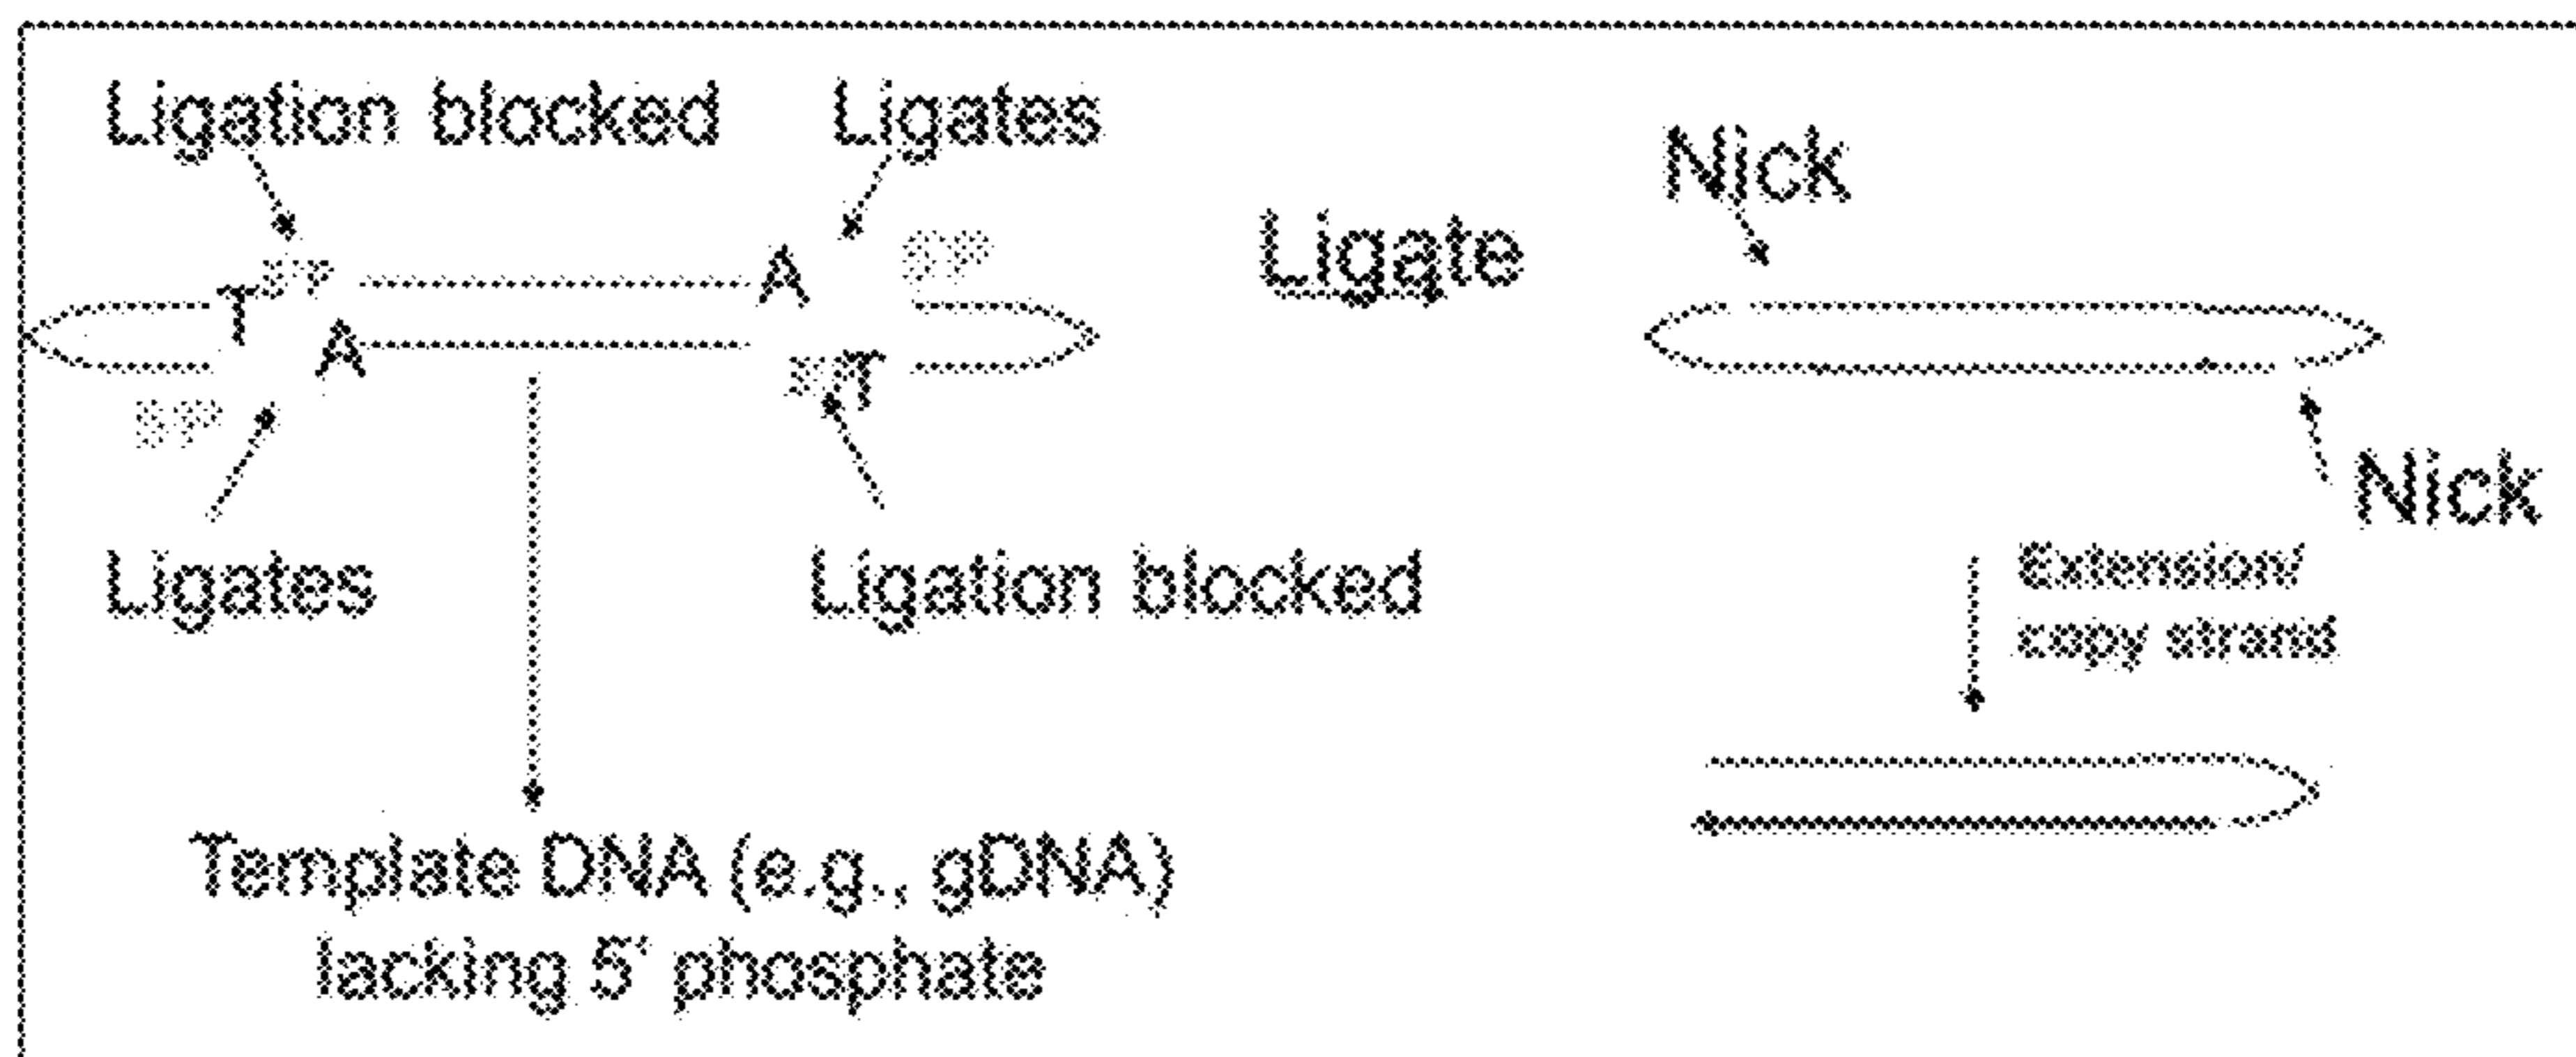 Ligation blocked
Ligates
Nick
Ligate
T
A
A
T
Nick
Ligates
Ligation blocked
Extension/
copy strand
Template DNA (e.g., gDNA)
lacking 5' phosphate